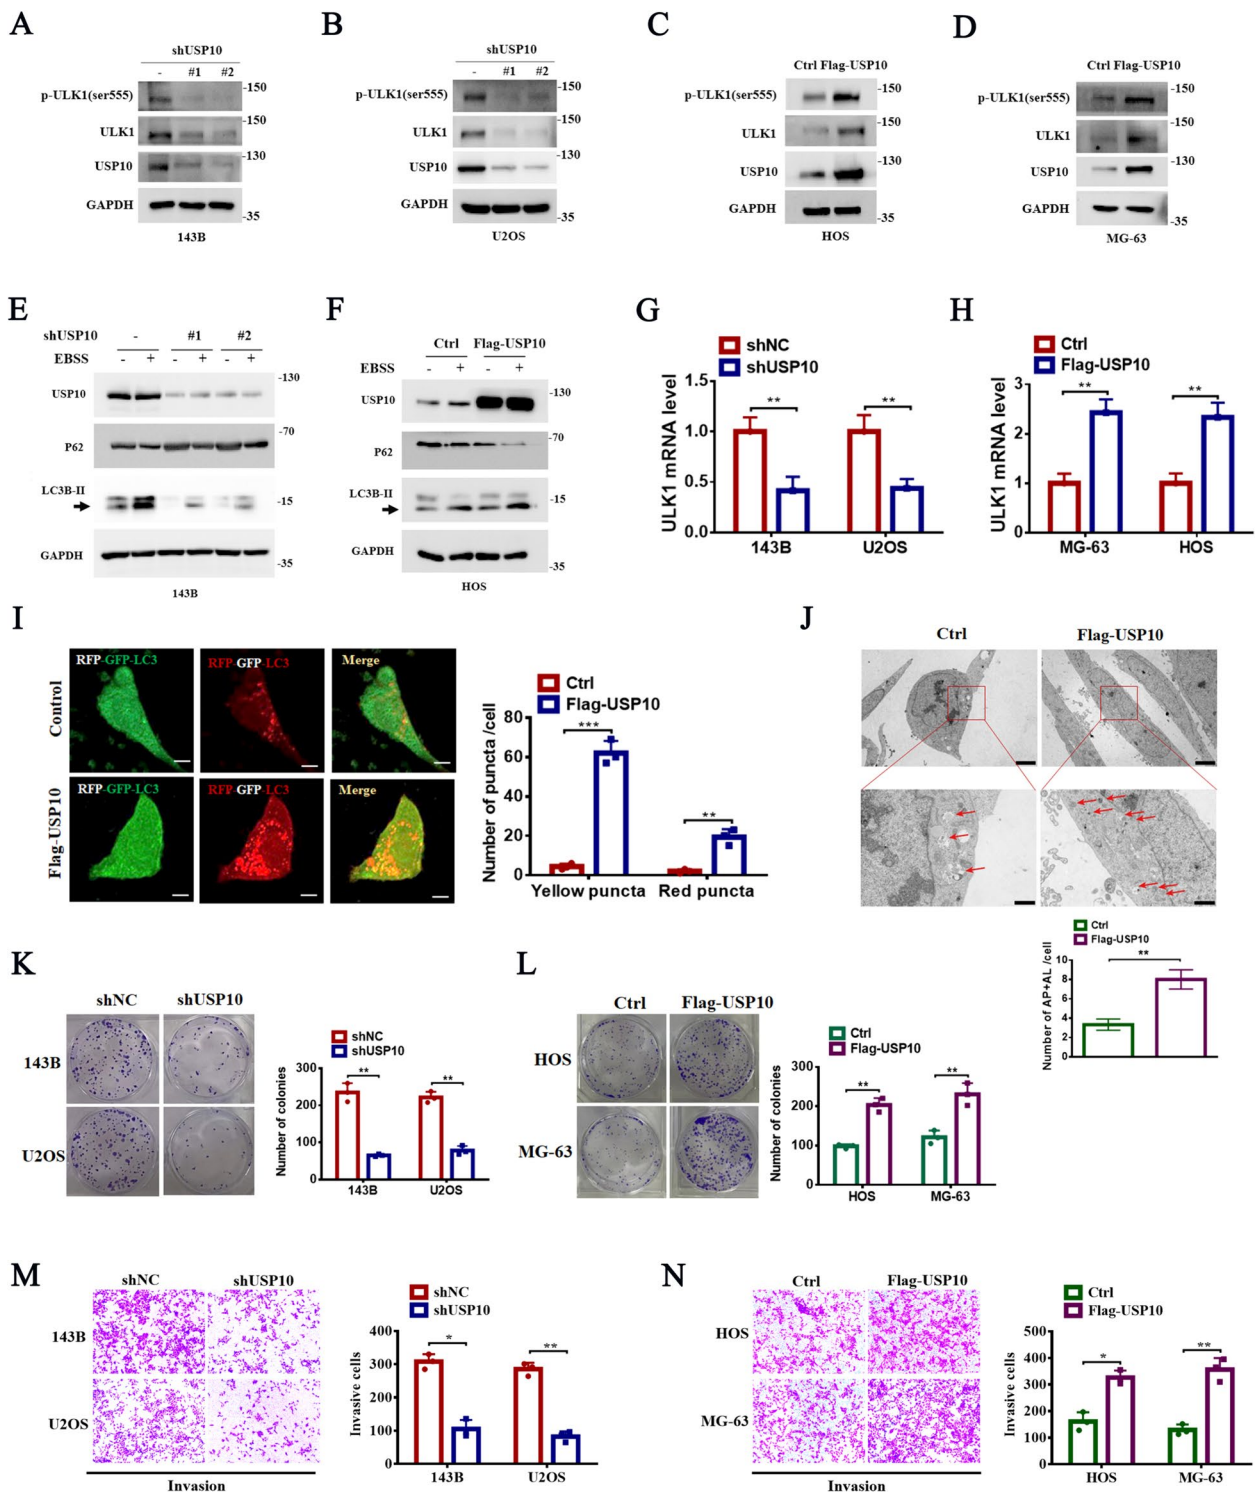 A
shUSP10
- #1 #2
p-ULK1(ser555) -150
ULK1 -150
USP10 -130
GAPDH -35
143B
B
shUSP10
- #1 #2
p-ULK1(ser555) -150
ULK1 -150
USP10 -130
GAPDH -35
U2OS
C
Ctrl Flag-USP10
p-ULK1(ser555) -150
ULK1 -150
USP10 -130
GAPDH -35
HOS
D
Ctrl Flag-USP10
p-ULK1(ser555) -150
ULK1 -150
USP10 -130
GAPDH -35
MG-63
E
shUSP10 - #1 #2
EBSS - + - + - +
USP10 -130
P62 -70
LC3B-II -15
GAPDH -35
143B
F
Ctrl Flag-USP10
EBSS - + - +
USP10 -130
P62 -70
LC3B-II -15
GAPDH -35
HOS
G
shNC
shUSP10
ULK1 mRNA level
1.5
1.0
0.5
0.0
** **
143B U2OS
H
Ctrl
Flag-USP10
ULK1 mRNA level
3
2
1
0
** **
MG-63 HOS
I
Control
RFP-GFP-LC3 RFP-GFP-LC3 Merge
Flag-USP10
RFP-GFP-LC3 RFP-GFP-LC3 Merge
Ctrl
Flag-USP10
Number of puncta /cell
80
60
40
20
0
*** **
Yellow puncta Red puncta
J
Ctrl Flag-USP10
Ctrl
Flag-USP10
Number of AP+AL /cell
10
8
6
4
2
0
**
K
shNC shUSP10
143B
U2OS
shNC
shUSP10
Number of colonies
300
200
100
0
** **
143B U2OS
L
Ctrl Flag-USP10
HOS
MG-63
Ctrl
Flag-USP10
Number of colonies
300
200
100
0
** **
HOS MG-63
M
shNC shUSP10
143B
U2OS
Invasion
shNC
shUSP10
Invasive cells
400
300
200
100
0
* **
143B U2OS
N
Ctrl Flag-USP10
HOS
MG-63
Invasion
Ctrl
Flag-USP10
Invasive cells
500
400
300
200
100
0
* **
HOS MG-63